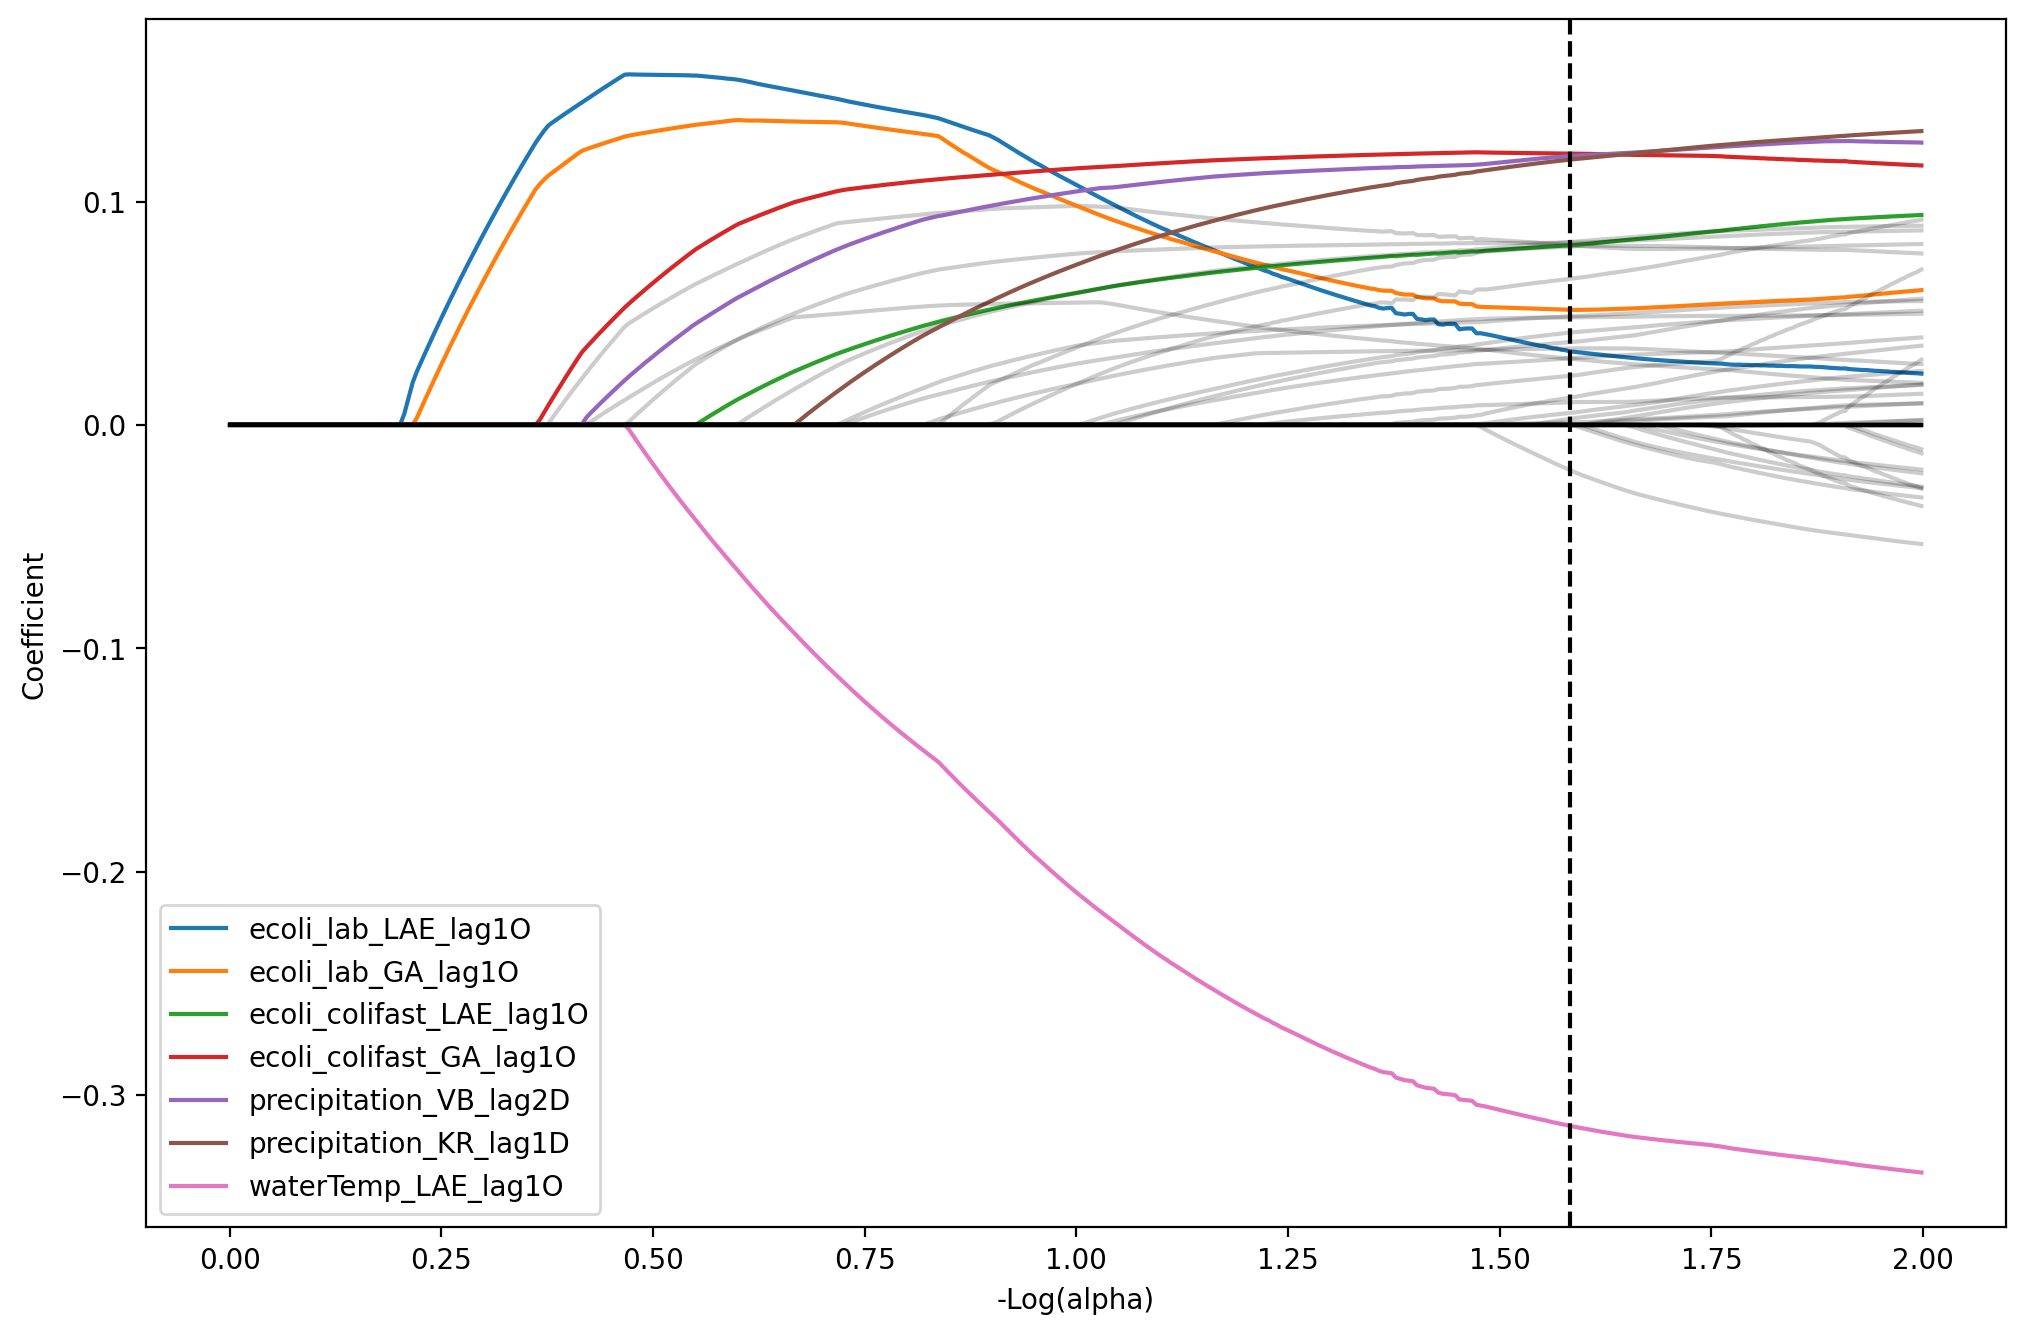 0.1
0.0
−0.1
−0.2
−0.3
Coefficient
ecoli_lab_LAE_lag1O
ecoli_lab_GA_lag1O
ecoli_colifast_LAE_lag1O
ecoli_colifast_GA_lag1O
precipitation_VB_lag2D
precipitation_KR_lag1D
waterTemp_LAE_lag1O
0.00 0.25 0.50 0.75 1.00 1.25 1.50 1.75 2.00
-Log(alpha)